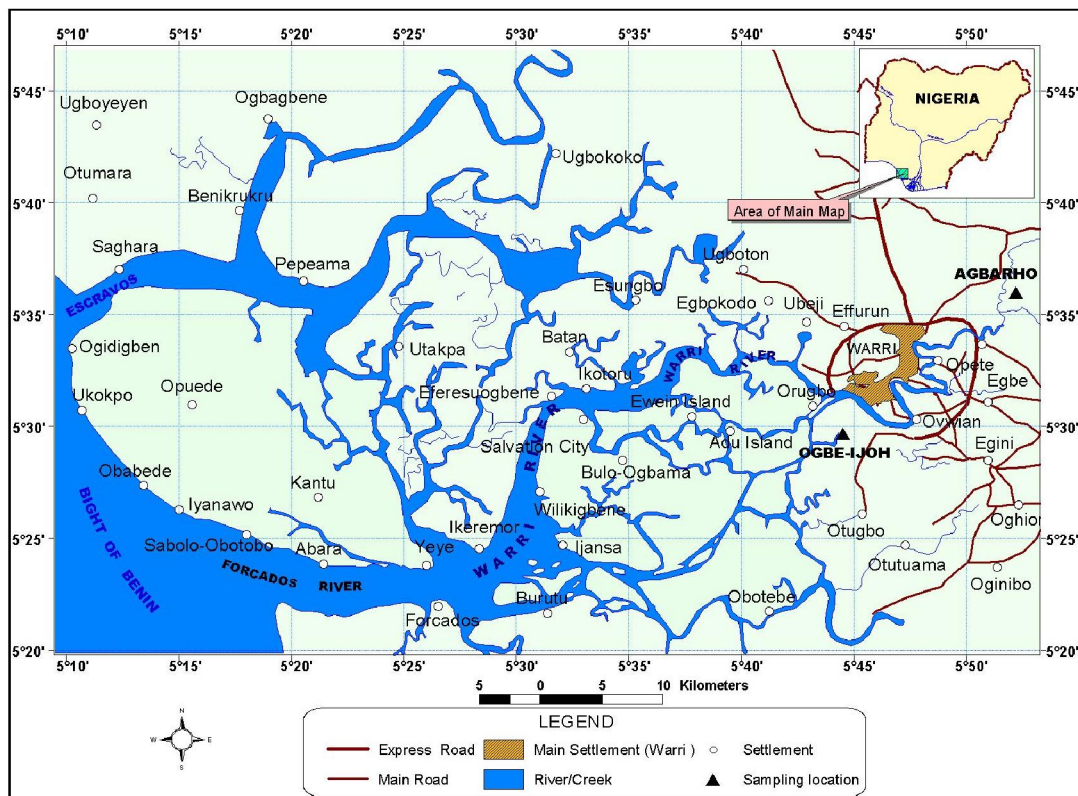 5°10' 5°15' 5°20' 5°25' 5°30' 5°35' 5°40' 5°45' 5°50'
5°45' 5°45'
Ugboyeyen
Ogbagbene
NIGERIA
Ugbokoko
Otumara
Benikrukru
5°40' 5°40'
Area of Main Map
Saghara
Pepeama
Ugboton
AGBARHO
ESCRAVOS
Esungbo
Egbokodo
Ubeji
Effurun
5°35' 5°35'
Ogidigben
Utakpa
Batan
WARRI
RIVER
WARRI
Opete
Ikotoru
Opuede
Eferesuogbene
Ewein Island
Orugbo
Egbe
Ukokpo
5°30' 5°30'
Salvation City
RIVER
Adu Island
OGBE-IJOH
Ovwian
Egini
Obabede
Kantu
Bulo-Ogbama
Iyanawo
Wilikigbene
Ikeremor
WARRI
Otugbo
Oghior
BIGHT OF BENIN
5°25' 5°25'
Sabolo-Obotobo
Abara
Yeye
Ijansa
Otutuama
Oginibo
FORCADOS RIVER
Forcados
Burutu
Obotebe
5°20' 5°20'
5°10' 5°15' 5°20' 5°25' 5°30' 5°35' 5°40' 5°45' 5°50'
5 0 5 10 Kilometers
N
W E
S
LEGEND
Express Road Main Settlement (Warri ) Settlement
Main Road River/Creek Sampling location